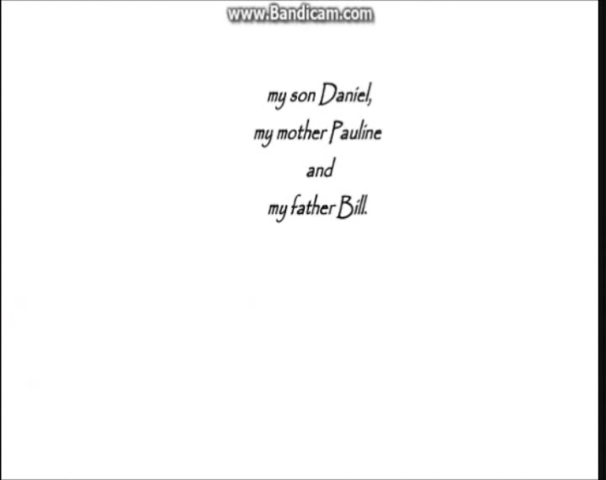 www.Bandicam.com
my son Daniel,
my mother Pauline
and
my father Bill.